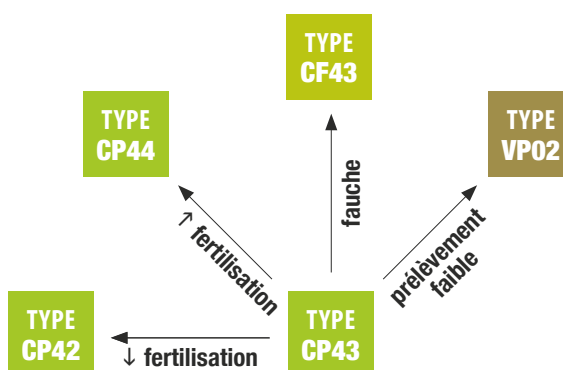 TYPE
CF43
TYPE
CP44
TYPE
VP02
fauche
↑ fertilisation
prélèvement
faible
TYPE
CP42
↓ fertilisation
TYPE
CP43